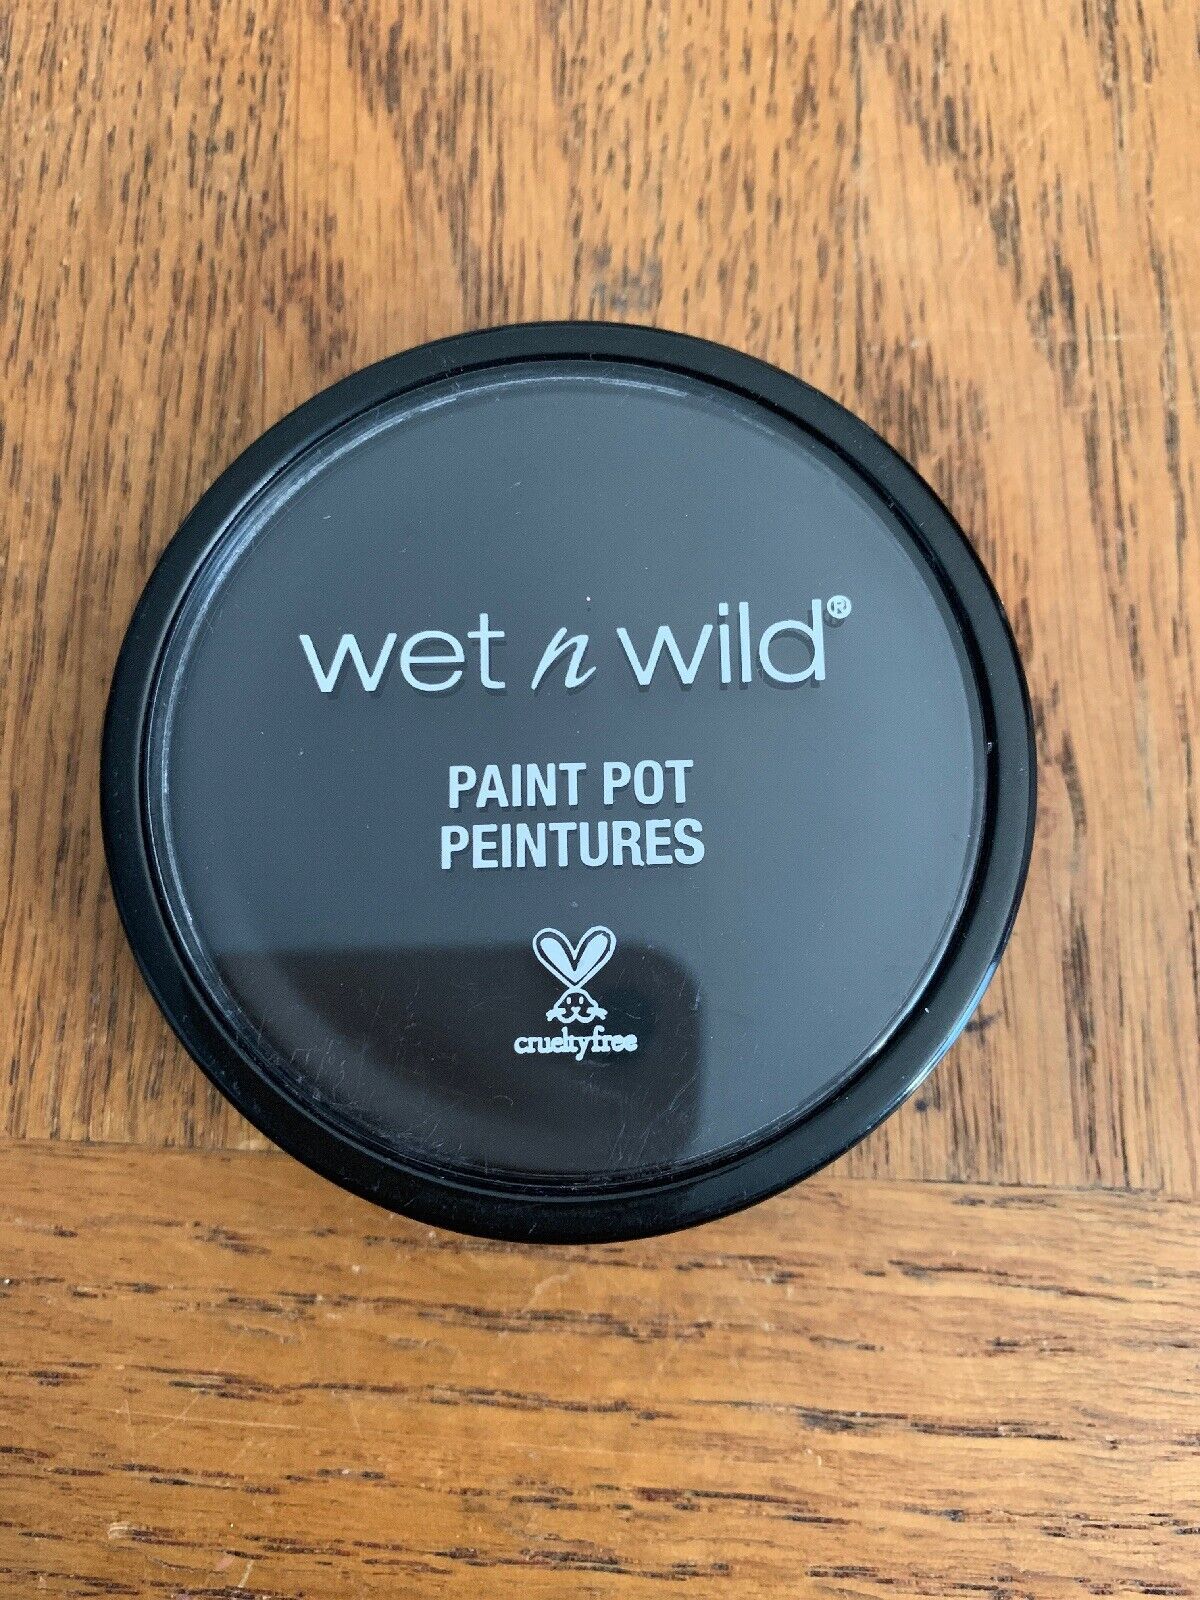 wet n wild®
PAINT POT
PEINTURES
crueltyfree